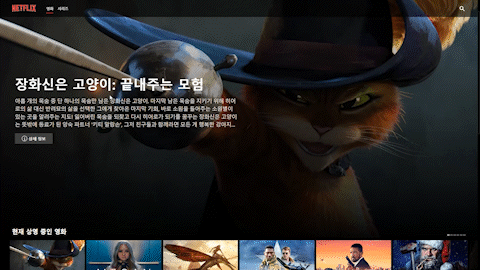 NETFLIX 영화 시리즈
장화신은 고양이: 끝내주는 모험
아홉 개의 목숨 중 단 하나의 목숨만 남은 장화신은 고양이. 마지막 남은 목숨을 지키기 위해 히어
로의 삶 대신 반려묘의 삶을 선택한 그에게 찾아온 마지막 기회, 바로 소원을 들어주는 소원별이
있는 곳을 알려주는 지도! 잃어버린 목숨을 되찾고 다시 히어로가 되기를 꿈꾸는 장화신은 고양이
는 뜻밖에 동료가 된 앙숙 파트너 '키티 말랑손', 그저 친구들과 함께라면 모든 게 행복한 강아지...
상세 정보
현재 상영 중인 영화